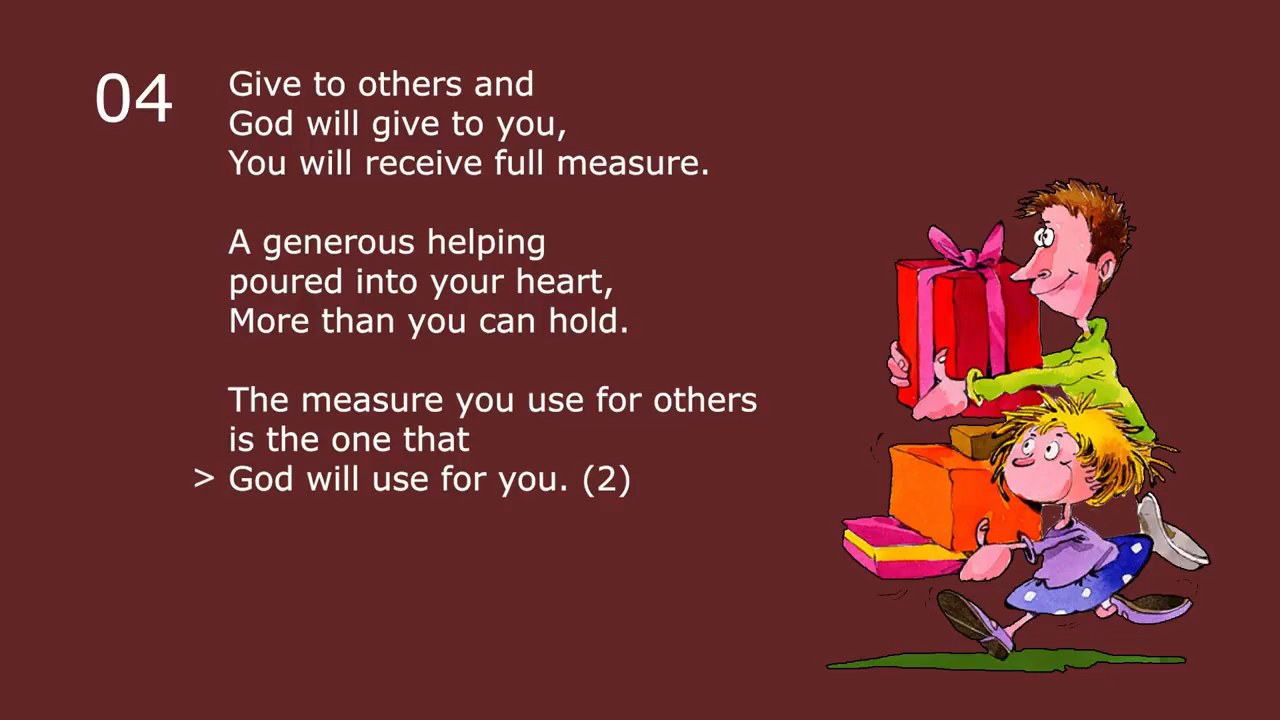 04
Give to others and
God will give to you,
You will receive full measure.
A generous helping
poured into your heart,
More than you can hold.
The measure you use for others
is the one that
> God will use for you. (2)